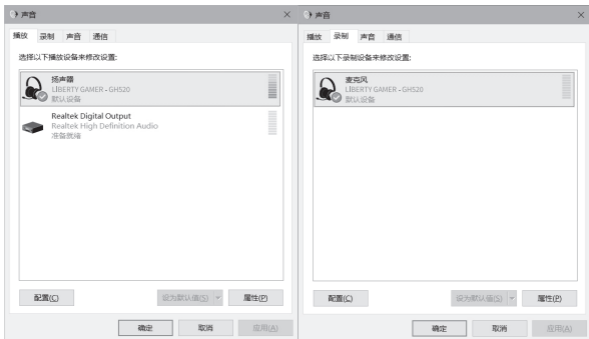 声音
播放 录制 声音 通信
选择以下播放设备来修改设置:
扬声器
LIBERTY GAMER - GH520
默认设备
Realtek Digital Output
Realtek High Definition Audio
准备就绪
配置(C)
设为默认值(S)
属性(P)
确定
取消
应用(A)
声音
播放 录制 声音 通信
选择以下录制设备来修改设置:
麦克风
LIBERTY GAMER - GH520
默认设备
配置(C)
设为默认值(S)
属性(P)
确定
取消
应用(A)